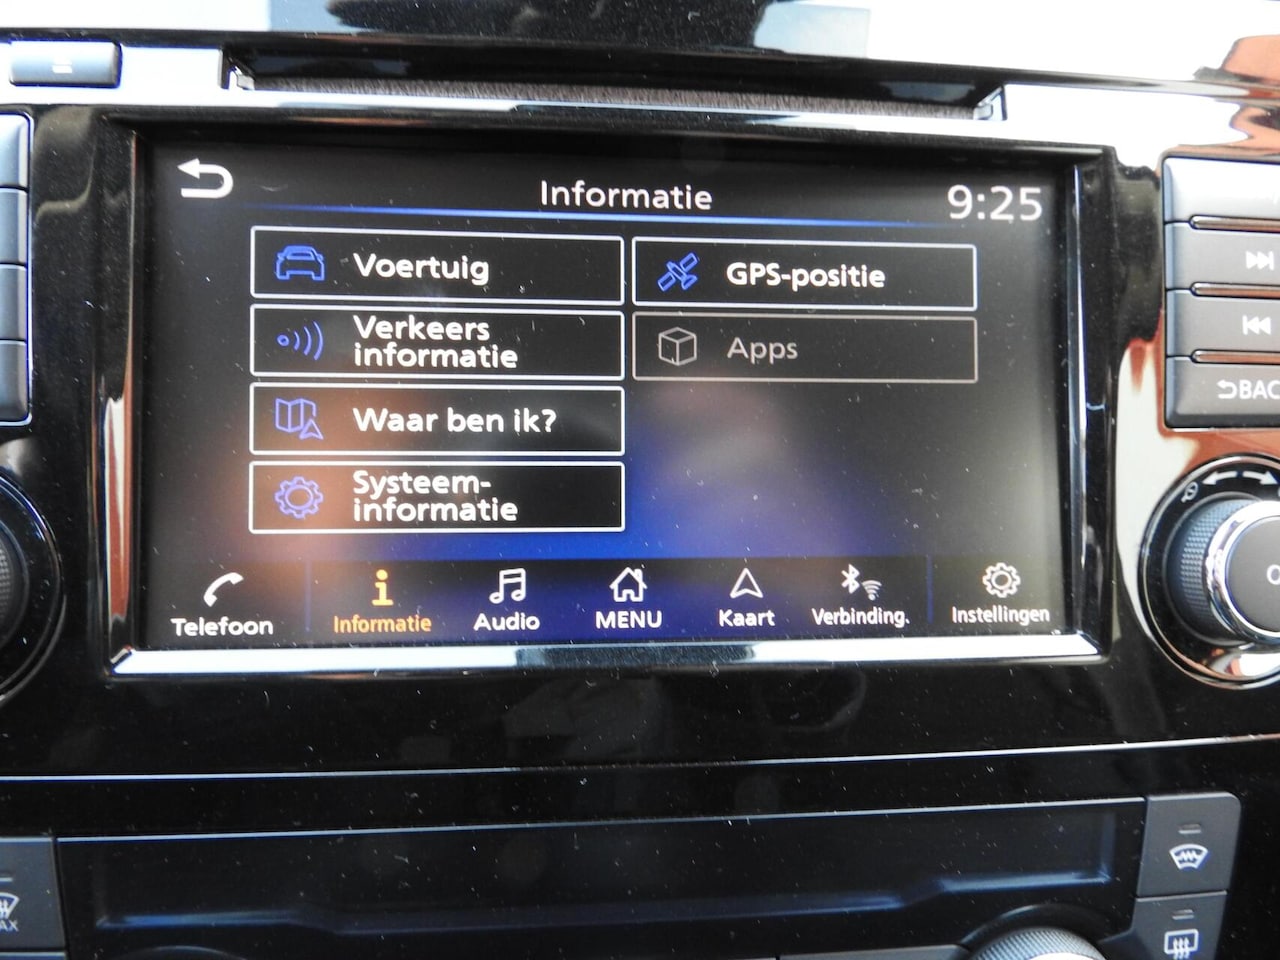 Informatie
9:25
Voertuig
GPS-positie
Verkeers
informatie
Apps
Waar ben ik?
Systeem-
informatie
Telefoon
Informatie
Audio
MENU
Kaart
Verbinding.
Instellingen
BAC
AX